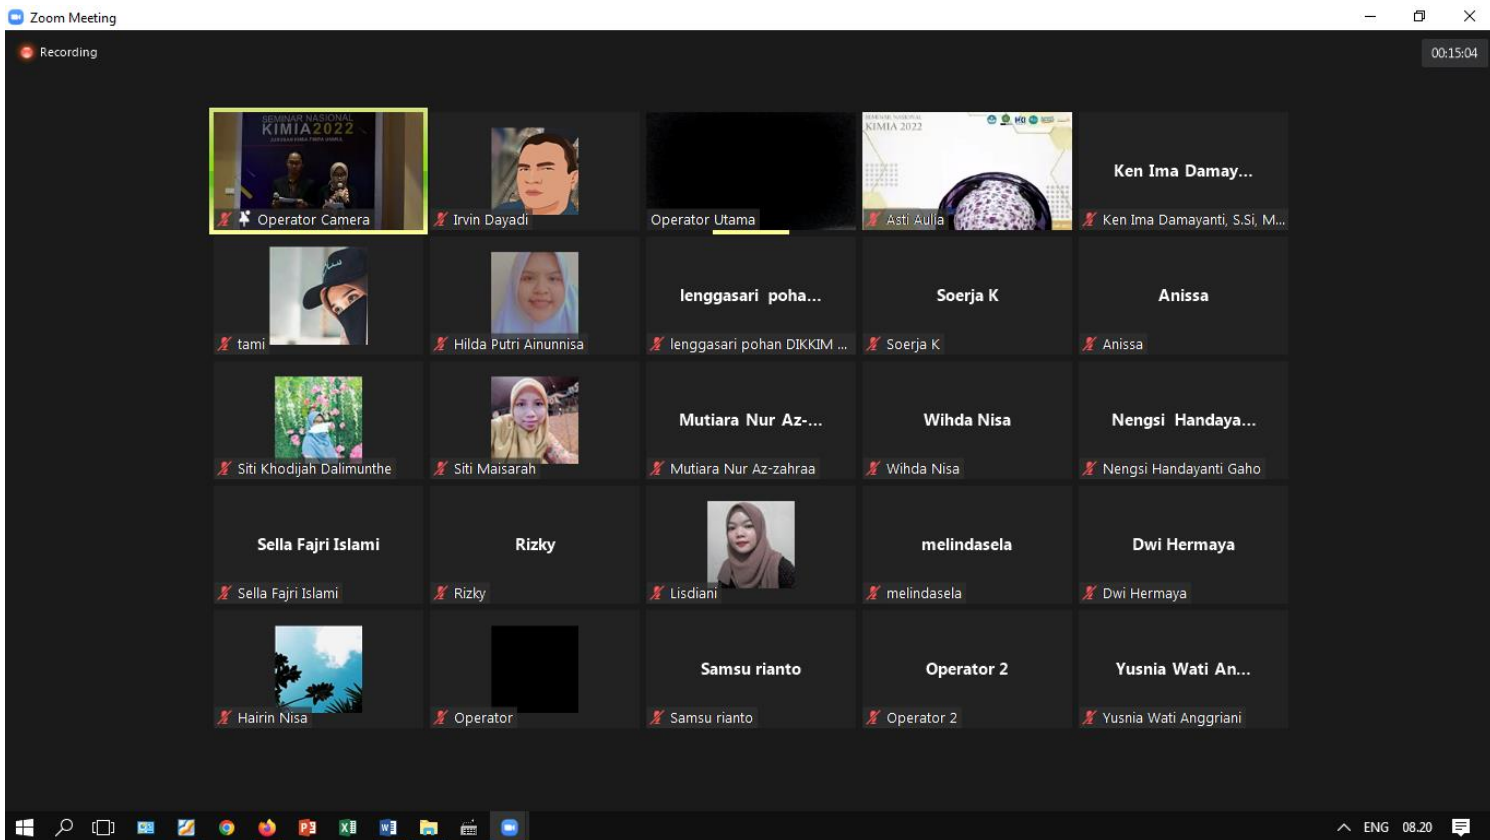 Zoom Meeting
Recording
00:15:04
SEMINAR NASIONAL
KIMIA2022
Operator Camera
Irvin Dayadi
Operator Utama
SEMINAR NASIONAL
KIMIA 2022
Asti Aulia
Ken Ima Damay...
Ken Ima Damayanti, S.Si, M...
tami
Hilda Putri Ainunnisa
lenggasari poha...
lenggasari pohan DIKKIM ...
Soerja K
Soerja K
Anissa
Anissa
Siti Khodijah Dalimunthe
Siti Maisarah
Mutiara Nur Az-...
Mutiara Nur Az-zahraa
Wihda Nisa
Wihda Nisa
Nengsi Handaya...
Nengsi Handayanti Gaho
Sella Fajri Islami
Sella Fajri Islami
Rizky
Rizky
Lisdiani
melindasela
melindasela
Dwi Hermaya
Dwi Hermaya
Hairin Nisa
Operator
Samsu rianto
Samsu rianto
Operator 2
Operator 2
Yusnia Wati An...
Yusnia Wati Anggriani
ENG 08.20